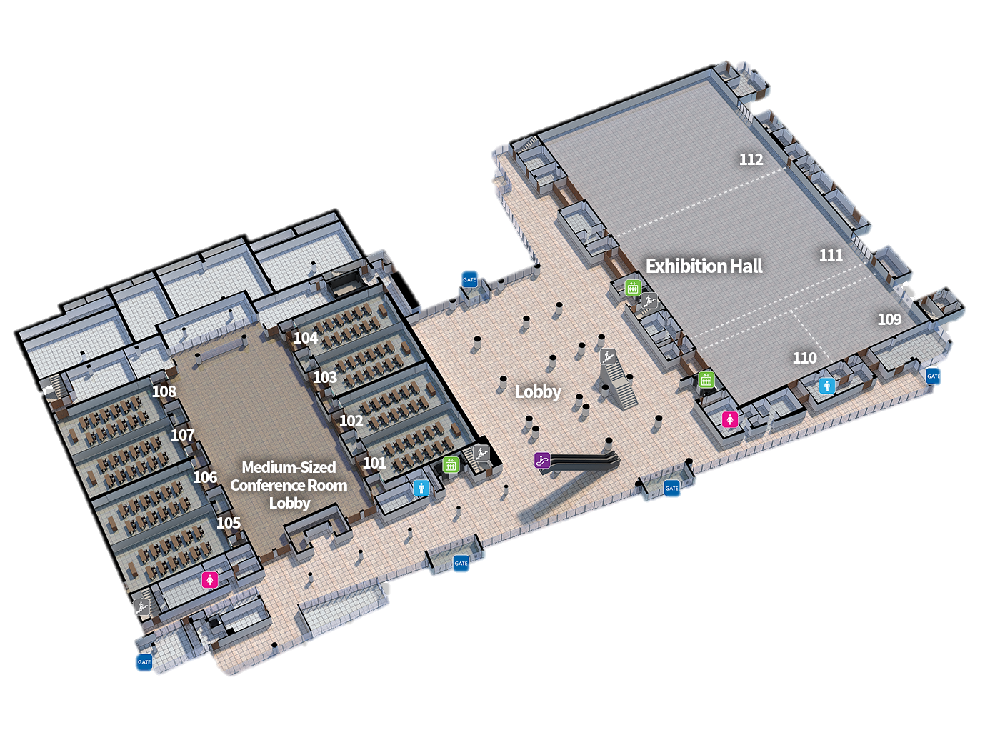 112
111
Exhibition Hall
GATE
109
104
110
103
GATE
108
Lobby
102
107
101
Medium-Sized
Conference Room
Lobby
106
GATE
105
GATE
GATE